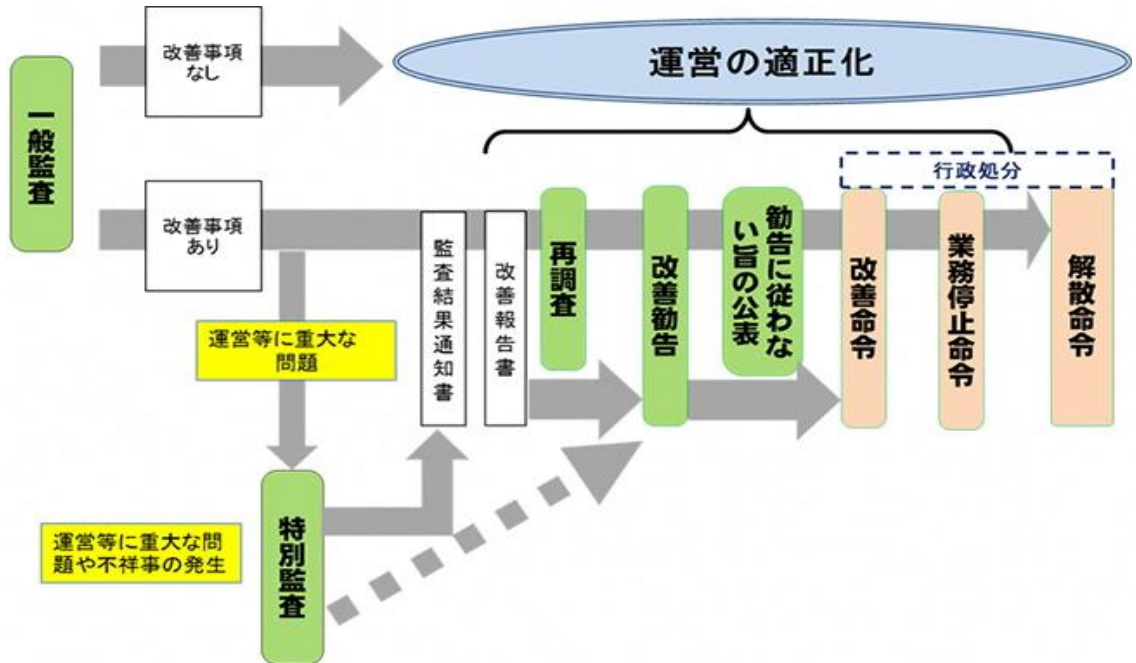 改善事項
なし
運営の適正化
一般監査
行政処分
改善事項
あり
監査結果通知書
改善報告書
再調査
改善勧告
勧告に従わな
い旨の公表
改善命令
業務停止命令
解散命令
運営等に重大な
問題
特別監査
運営等に重大な問
題や不祥事の発生